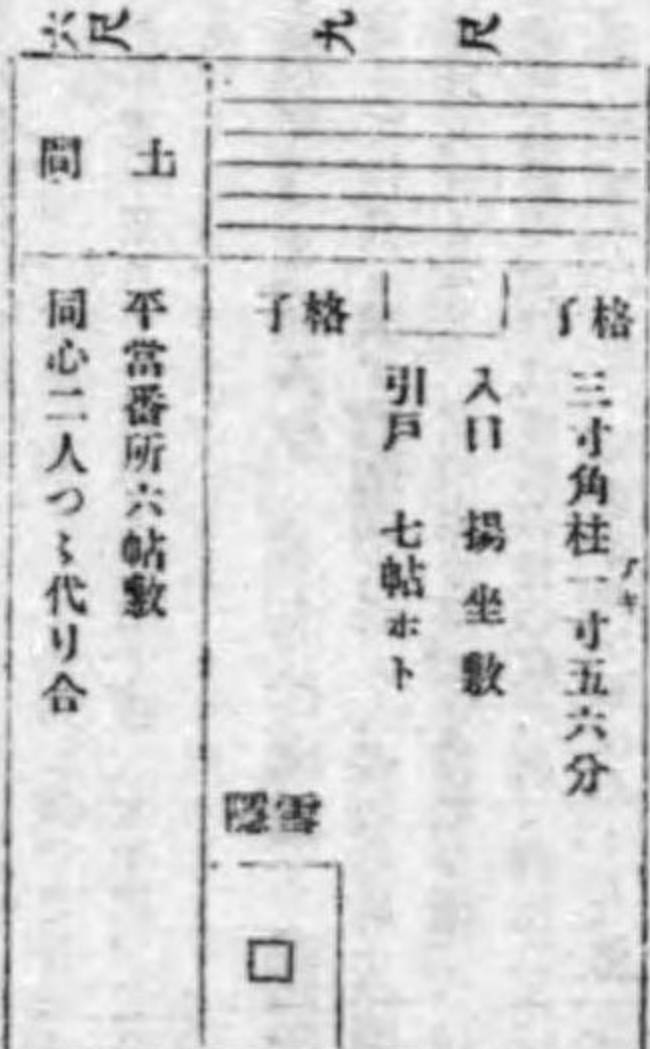 九尺
六尺
格子
三寸角柱一寸五六分
アキ
入口 揚坐敷
引戸 七帖ホト
格子
雪隠
土間
平當番所六帖敷
同心二人つゝ代り合